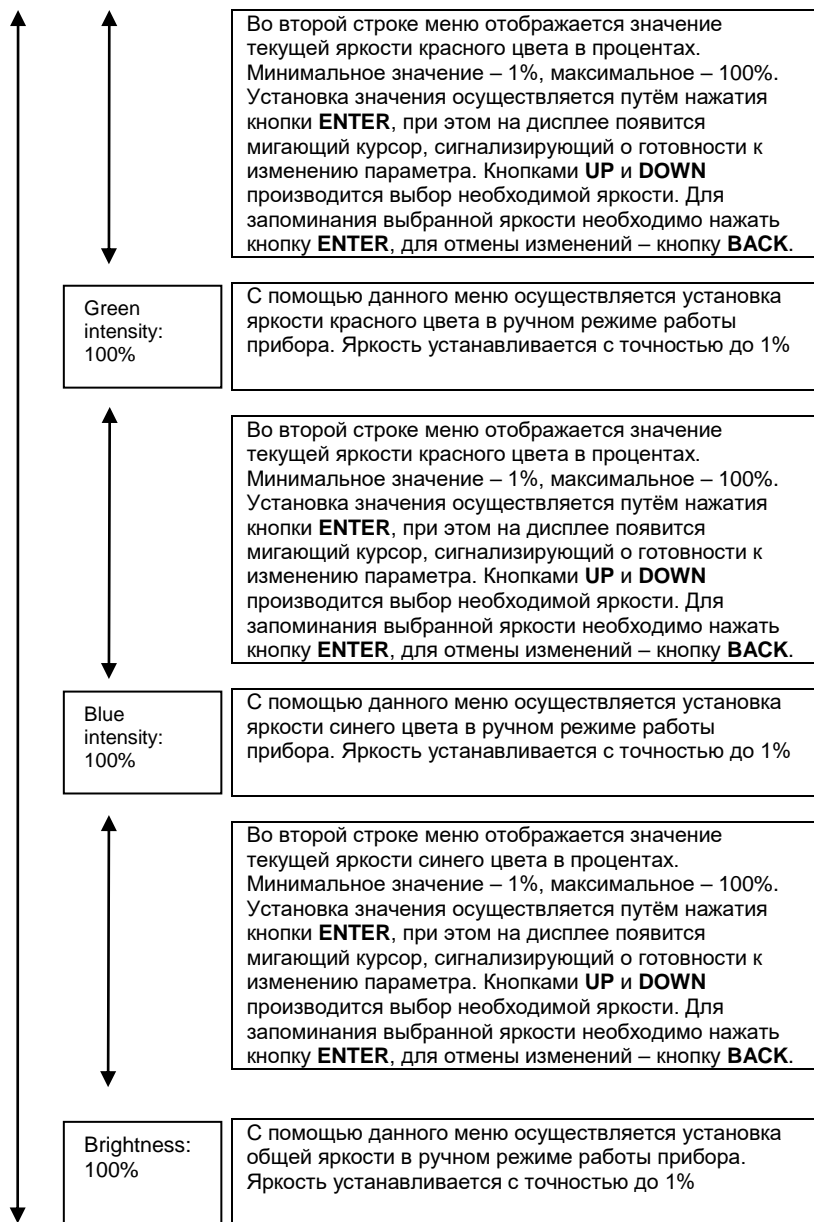 Во второй строке меню отображается значение
текущей яркости красного цвета в процентах.
Минимальное значение – 1%, максимальное – 100%.
Установка значения осуществляется путём нажатия
кнопки ENTER, при этом на дисплее появится
мигающий курсор, сигнализирующий о готовности к
изменению параметра. Кнопками UP и DOWN
производится выбор необходимой яркости. Для
запоминания выбранной яркости необходимо нажать
кнопку ENTER, для отмены изменений – кнопку BACK.
Green
intensity:
100%
С помощью данного меню осуществляется установка
яркости красного цвета в ручном режиме работы
прибора. Яркость устанавливается с точностью до 1%
Во второй строке меню отображается значение
текущей яркости красного цвета в процентах.
Минимальное значение – 1%, максимальное – 100%.
Установка значения осуществляется путём нажатия
кнопки ENTER, при этом на дисплее появится
мигающий курсор, сигнализирующий о готовности к
изменению параметра. Кнопками UP и DOWN
производится выбор необходимой яркости. Для
запоминания выбранной яркости необходимо нажать
кнопку ENTER, для отмены изменений – кнопку BACK.
Blue
intensity:
100%
С помощью данного меню осуществляется установка
яркости синего цвета в ручном режиме работы
прибора. Яркость устанавливается с точностью до 1%
Во второй строке меню отображается значение
текущей яркости синего цвета в процентах.
Минимальное значение – 1%, максимальное – 100%.
Установка значения осуществляется путём нажатия
кнопки ENTER, при этом на дисплее появится
мигающий курсор, сигнализирующий о готовности к
изменению параметра. Кнопками UP и DOWN
производится выбор необходимой яркости. Для
запоминания выбранной яркости необходимо нажать
кнопку ENTER, для отмены изменений – кнопку BACK.
Brightness:
100%
С помощью данного меню осуществляется установка
общей яркости в ручном режиме работы прибора.
Яркость устанавливается с точностью до 1%